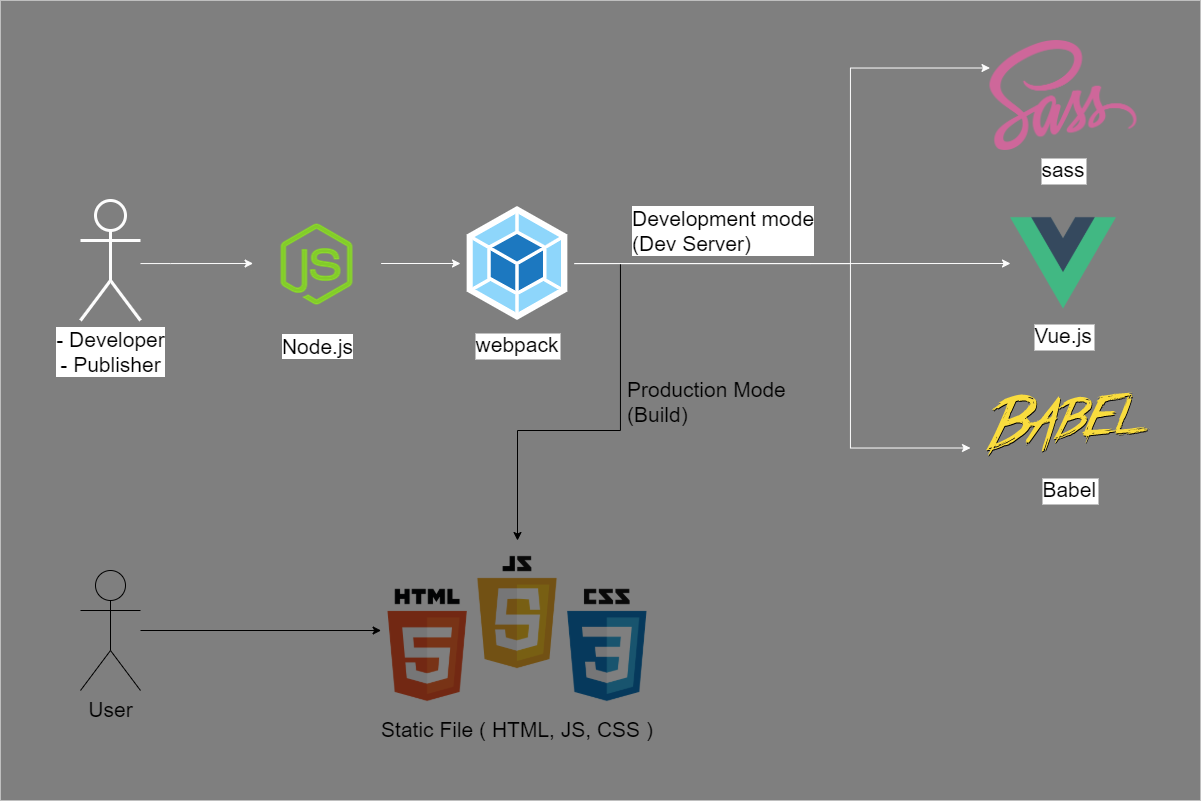 Sass
sass
Development mode
(Dev Server)
JS
- Developer
- Publisher
Node.js
webpack
Vue.js
Production Mode
(Build)
BABEL
Babel
JS
HTML
CSS
5
5
3
User
Static File ( HTML, JS, CSS )